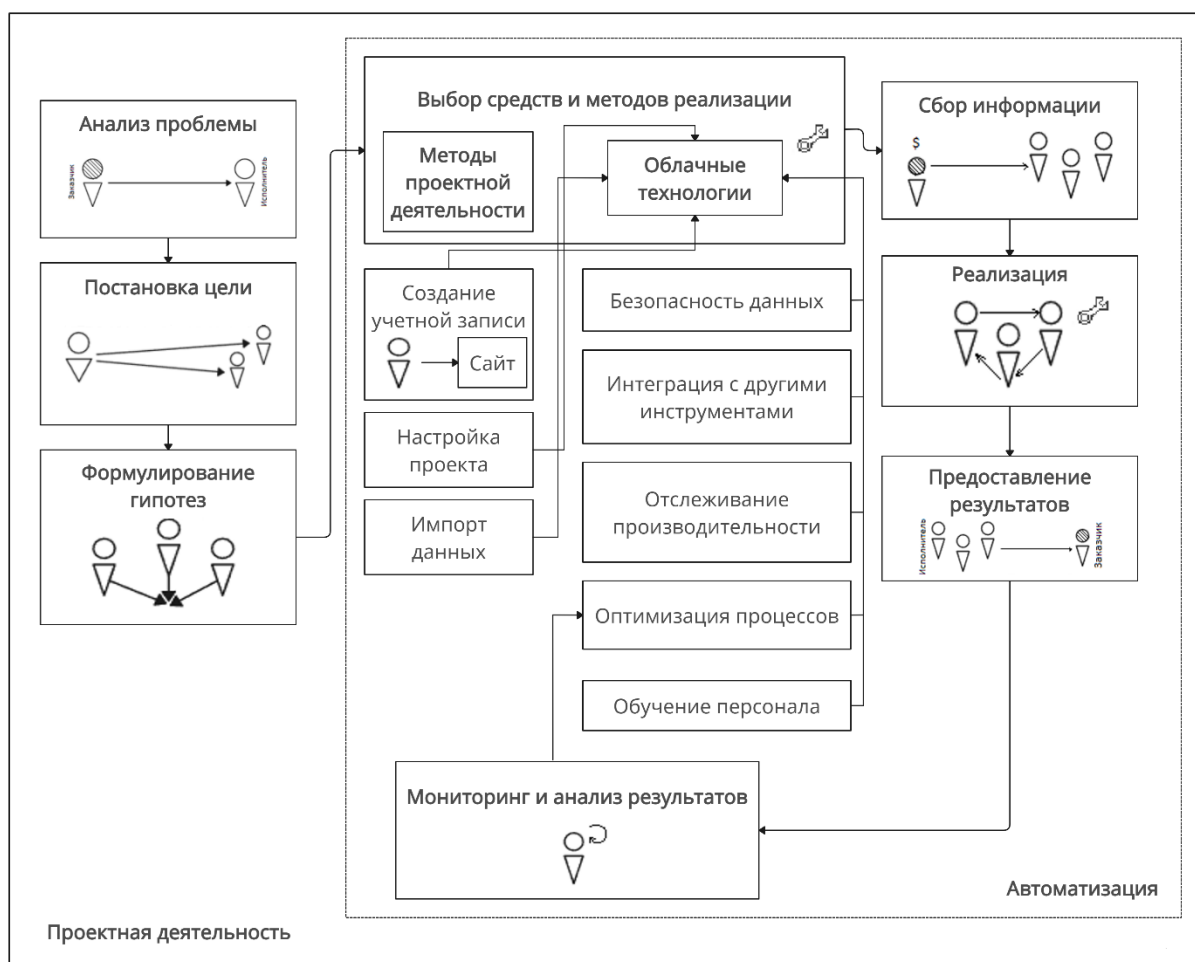 Анализ проблемы
Заказчик
Исполнитель
Постановка цели
Формулирование
гипотез
Выбор средств и методов реализации
Методы
проектной
деятельности
Облачные
технологии
Создание
учетной записи
Сайт
Настройка
проекта
Импорт
данных
Безопасность данных
Интеграция с другими
инструментами
Отслеживание
производительности
Оптимизация процессов
Обучение персонала
Мониторинг и анализ результатов
Сбор информации
$
Реализация
Предоставление
результатов
Исполнитель
Заказчик
Автоматизация
Проектная деятельность